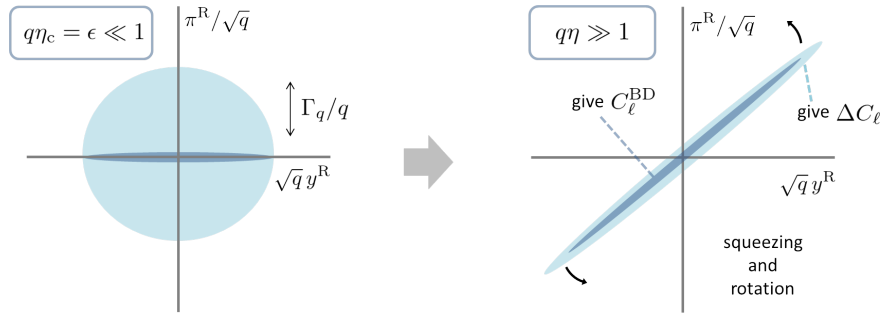 qη_c = ϵ ≪ 1
π^R/√q
Γ_q/q
√q y^R
qη ≫ 1
π^R/√q
give C_ℓ^BD
give ΔC_ℓ
√q y^R
squeezing
and
rotation